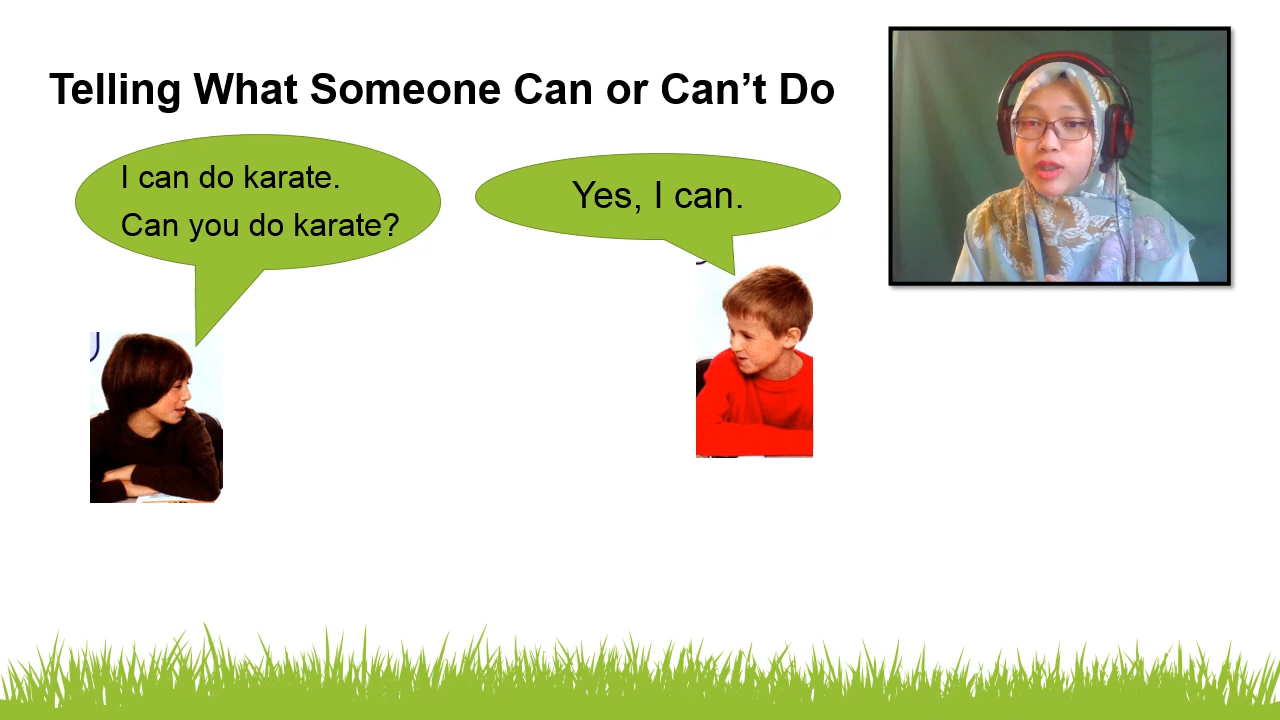 Telling What Someone Can or Can’t Do
I can do karate.
Can you do karate?
Yes, I can.